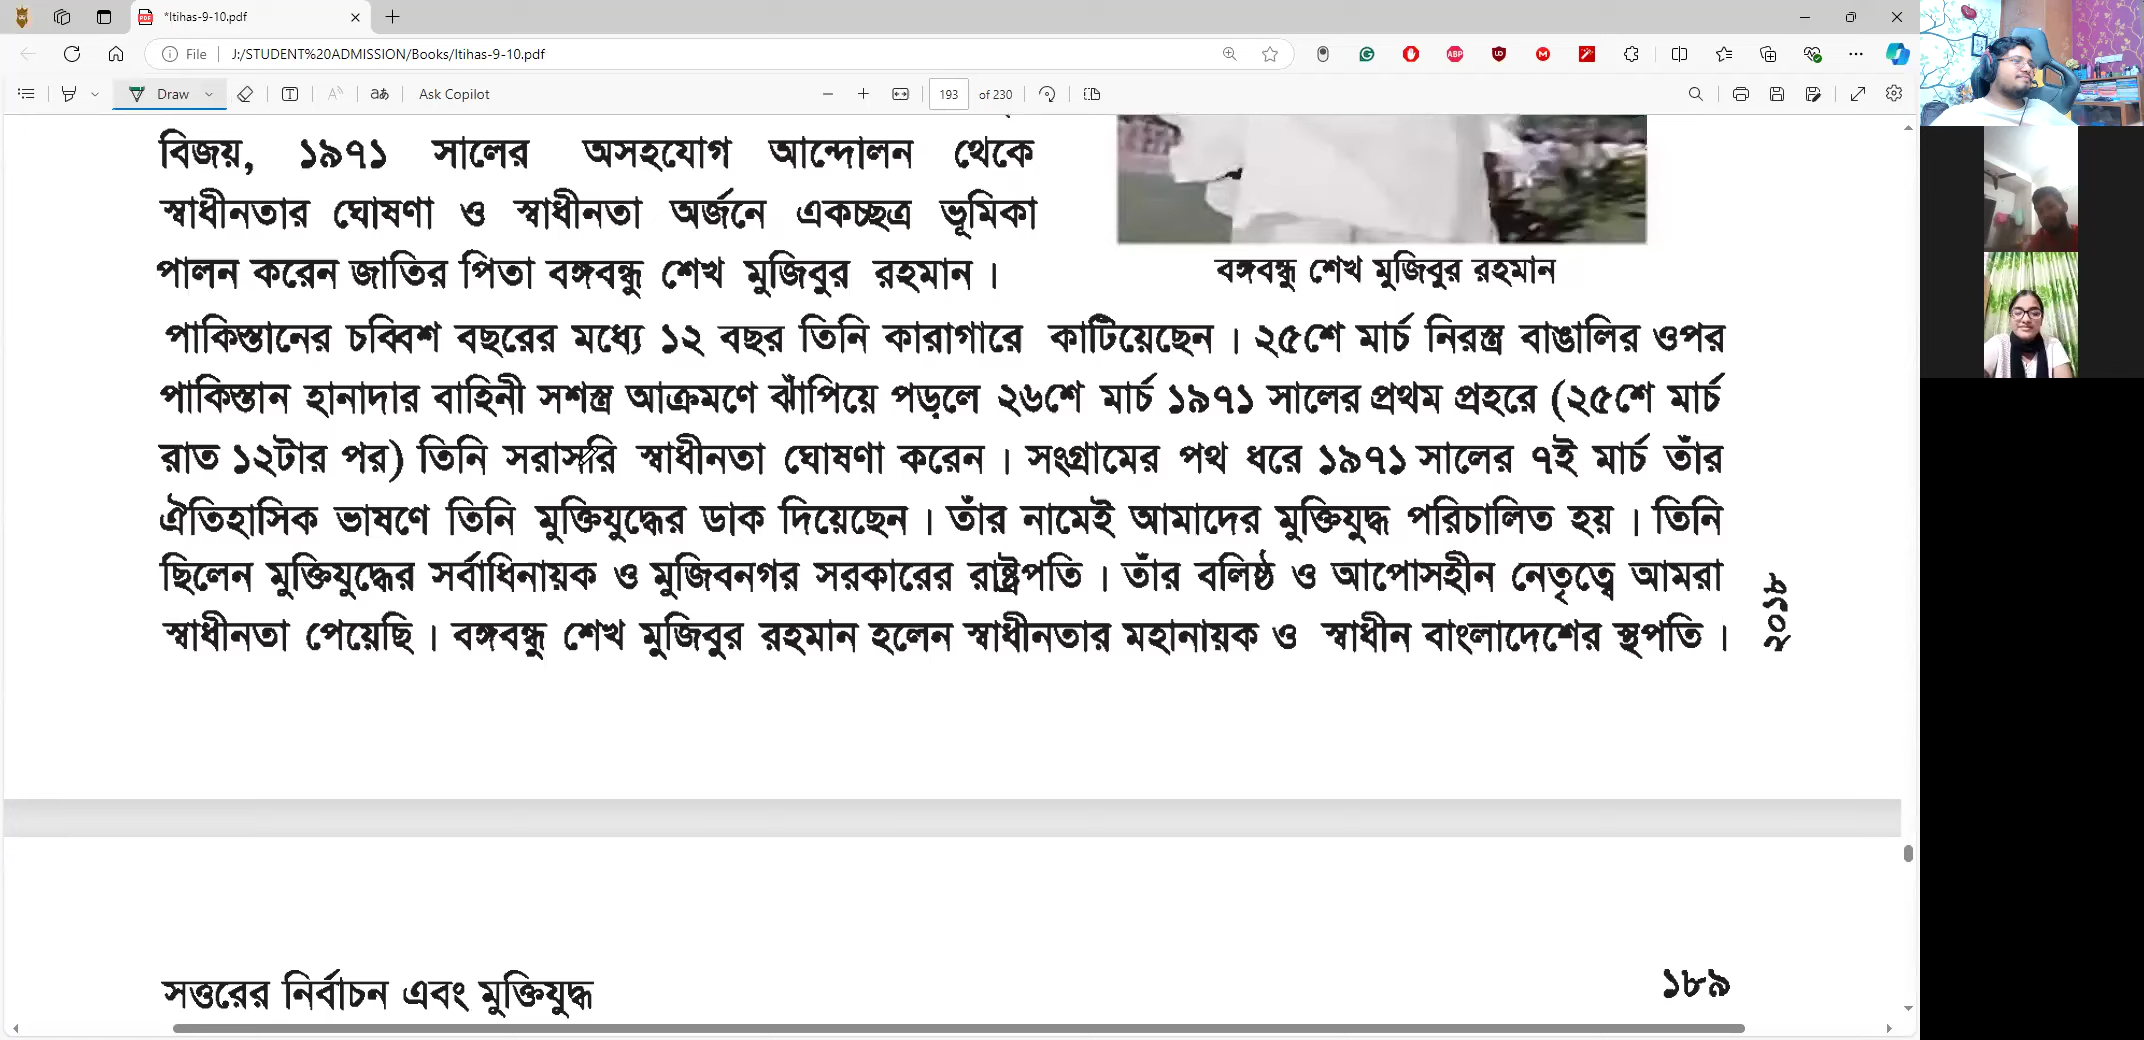 *Itihas-9-10.pdf
File J:/STUDENT%20ADMISSION/Books/Itihas-9-10.pdf
Draw aあ Ask Copilot 193 of 230
বিজয়, ১৯৭১ সালের অসহযোগ আন্দোলন থেকে
স্বাধীনতার ঘোষণা ও স্বাধীনতা অর্জনে একচ্ছত্র ভূমিকা
পালন করেন জাতির পিতা বঙ্গবন্ধু শেখ মুজিবুর রহমান।
বঙ্গবন্ধু শেখ মুজিবুর রহমান
পাকিস্তানের চব্বিশ বছরের মধ্যে ১২ বছর তিনি কারাগারে কাটিয়েছেন। ২৫শে মার্চ নিরস্ত্র বাঙালির ওপর
পাকিস্তান হানাদার বাহিনী সশস্ত্র আক্রমণে ঝাঁপিয়ে পড়লে ২৬শে মার্চ ১৯৭১ সালের প্রথম প্রহরে (২৫শে মার্চ
রাত ১২টার পর) তিনি সরাসরি স্বাধীনতা ঘোষণা করেন। সংগ্রামের পথ ধরে ১৯৭১ সালের ৭ই মার্চ তাঁর
ঐতিহাসিক ভাষণে তিনি মুক্তিযুদ্ধের ডাক দিয়েছেন। তাঁর নামেই আমাদের মুক্তিযুদ্ধ পরিচালিত হয়। তিনি
ছিলেন মুক্তিযুদ্ধের সর্বাধিনায়ক ও মুজিবনগর সরকারের রাষ্ট্রপতি। তাঁর বলিষ্ঠ ও আপোসহীন নেতৃত্বে আমরা
স্বাধীনতা পেয়েছি। বঙ্গবন্ধু শেখ মুজিবুর রহমান হলেন স্বাধীনতার মহানায়ক ও স্বাধীন বাংলাদেশের স্থপতি।
২০১৮
সত্তরের নির্বাচন এবং মুক্তিযুদ্ধ ১৮৯